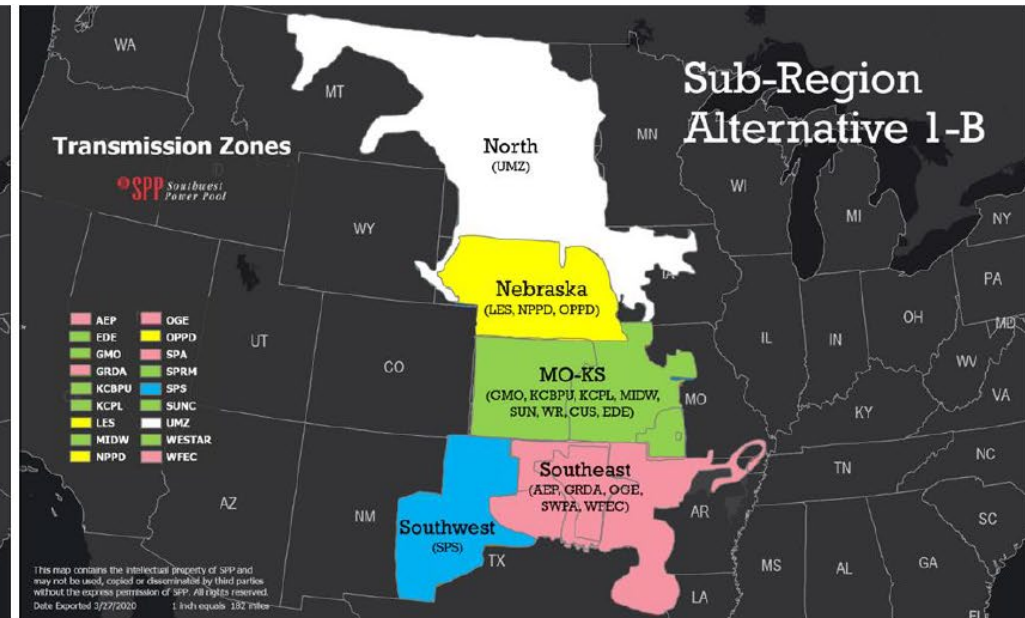 Sub-Region
Alternative 1-B
Transmission Zones
SPP Southwest
Power Pool
WA
MT
MN
WI
MI
NY
WY
IA
PA
UT
CO
IL
IN
OH
MD
WV
VA
MO
KY
AZ
NM
TX
AR
TN
NC
SC
MS
AL
GA
LA
FL
North
(UMZ)
Nebraska
(LES, NPPD, OPPD)
MO-KS
(GMO, KCBPU, KCPL, MIDW,
SUN, WR, CUS, EDE)
Southeast
(AEP, GRDA, OGE,
SWPA, WFEC)
Southwest
(SPS)
AEP OGE
EDE OPPD
GMO SPA
GRDA SPRM
KCBPU SPS
KCPL SUNC
LES UMZ
MIDW WESTAR
NPPD WFEC
This map contains the intellectual property of SPP and
may not be used, copied or disseminated by third parties
without the express permission of SPP. All rights reserved.
Date Exported 3/27/2020 1 inch equals 182 miles